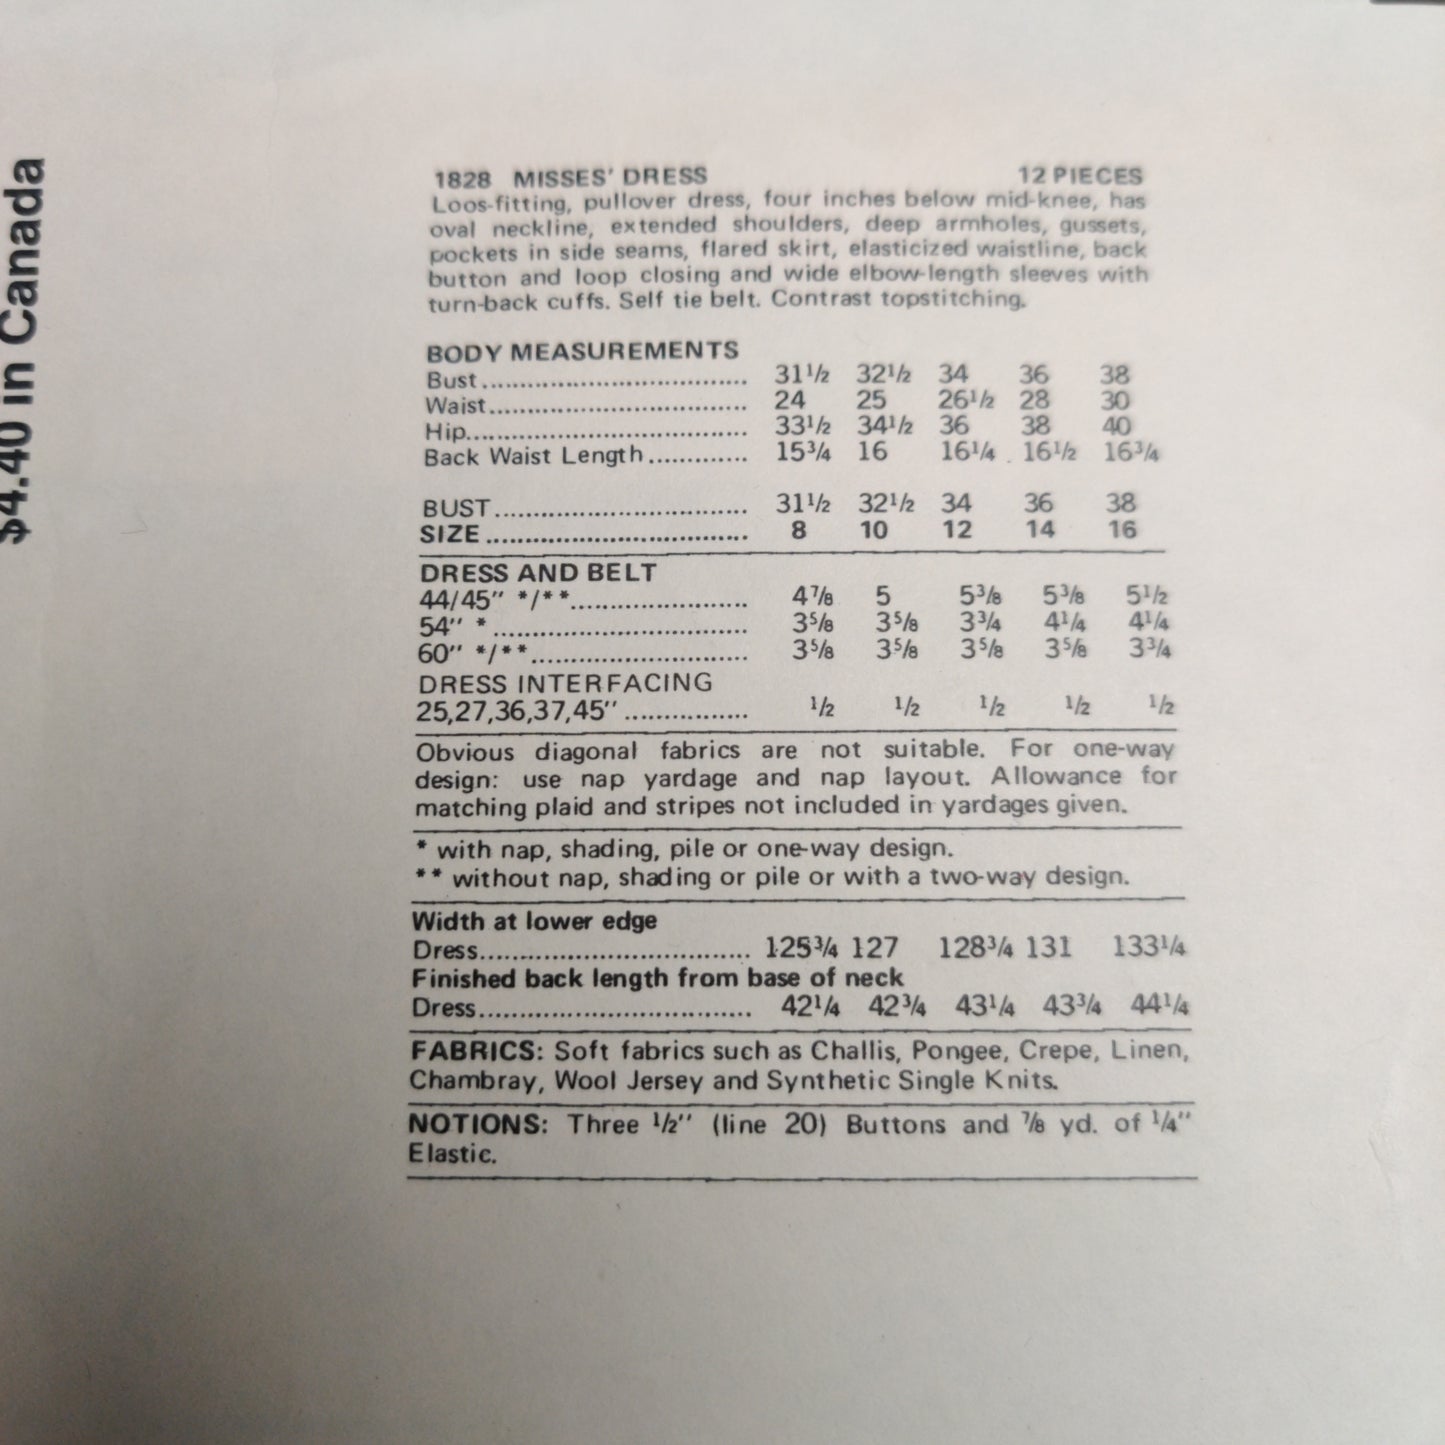 $4.40 in Canada
1828 MISSES' DRESS 12 PIECES
Loos-fitting, pullover dress, four inches below mid-knee, has
oval neckline, extended shoulders, deep armholes, gussets,
pockets in side seams, flared skirt, elasticized waistline, back
button and loop closing and wide elbow-length sleeves with
turn-back cuffs. Self tie belt. Contrast topstitching.
BODY MEASUREMENTS
Bust................................. 31½ 32½ 34 36 38
Waist................................ 24 25 26½ 28 30
Hip.................................. 33½ 34½ 36 38 40
Back Waist Length............. 15¾ 16 16¼ 16½ 16¾
BUST................................ 31½ 32½ 34 36 38
SIZE................................. 8 10 12 14 16
DRESS AND BELT
44/45" */**....................... 4⅞ 5 5⅜ 5⅜ 5½
54" *................................ 3⅝ 3⅝ 3¾ 4¼ 4¼
60" */**............................ 3⅝ 3⅝ 3⅝ 3⅝ 3¾
DRESS INTERFACING
25,27,36,37,45" ................ ½ ½ ½ ½ ½
Obvious diagonal fabrics are not suitable. For one-way
design: use nap yardage and nap layout. Allowance for
matching plaid and stripes not included in yardages given.
* with nap, shading, pile or one-way design.
** without nap, shading or pile or with a two-way design.
Width at lower edge
Dress................................... 125¾ 127 128¾ 131 133¼
Finished back length from base of neck
Dress................................... 42¼ 42¾ 43¼ 43¾ 44¼
FABRICS: Soft fabrics such as Challis, Pongee, Crepe, Linen,
Chambray, Wool Jersey and Synthetic Single Knits.
NOTIONS: Three ½" (line 20) Buttons and ⅞ yd. of ¼"
Elastic.